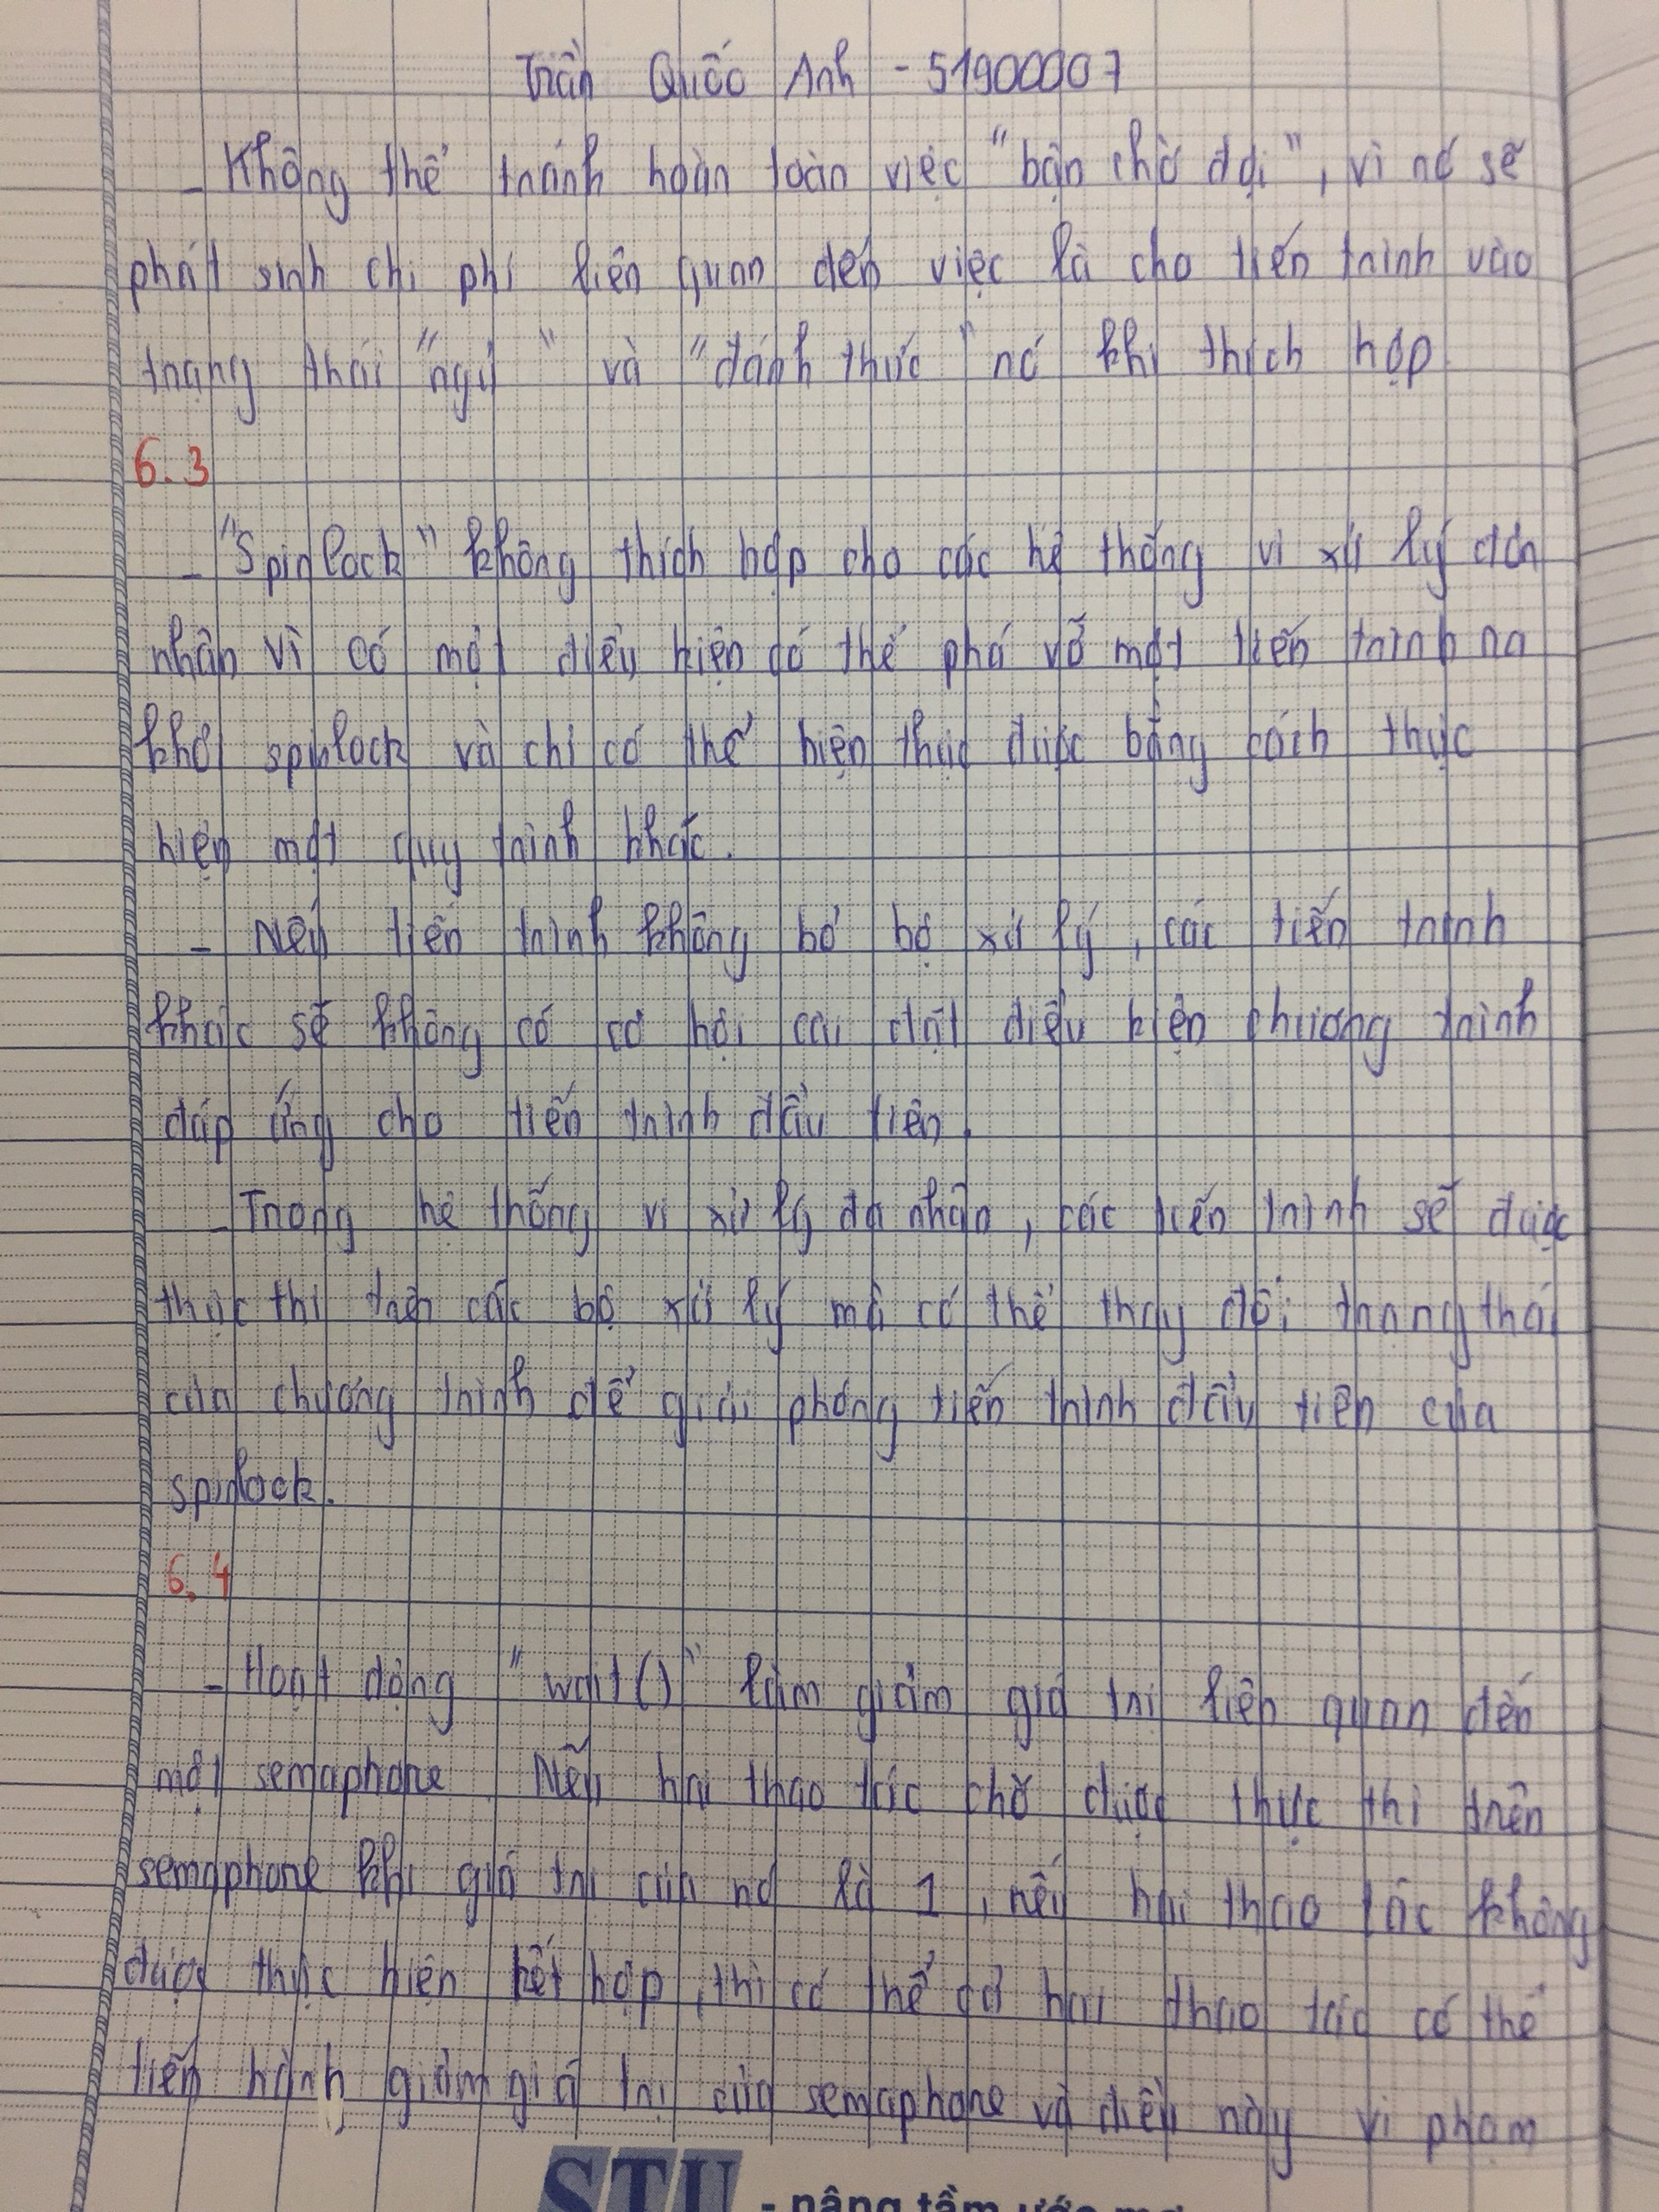 Trần Quốc Anh - 51900007
- Không thể tránh hoàn toàn việc "bận chờ đợi", vì nó sẽ
phát sinh chi phí liên quan đến việc là cho tiến trình vào
trạng thái "ngủ" và "đánh thức" nó khi thích hợp
6.3
- "Spinlock" không thích hợp cho các hệ thống vi xử lý đơn
nhân vì có một điều kiện có thể phá vỡ một tiến trình ra
khỏi spinlock và chỉ có thể hiện thực được bằng cách thực
hiện một quy trình khác.
- Nếu tiến trình không bỏ bộ xử lý, các tiến trình
khác sẽ không có cơ hội cài đặt điều kiện chương trình
đáp ứng cho tiến trình đầu tiên.
- Trong hệ thống vi xử lý đa nhân, các tiến trình sẽ được
thực thi trên các bộ xử lý mà có thể thay đổi trạng thái
của chương trình để giải phóng tiến trình đầu tiên của
spinlock.
6.4
- Hoạt động "wait()" làm giảm giá trị liên quan đến
một semaphore. Nếu hai thao tác chờ được thực thi trên
semaphore khi giá trị của nó là 1, nếu hai thao tác không
được thực hiện kết hợp, thì có thể cả hai thao tác có thể
tiến hành giảm giá trị của semaphore và điều này vi phạm
STU - nâng tầm ước mơ